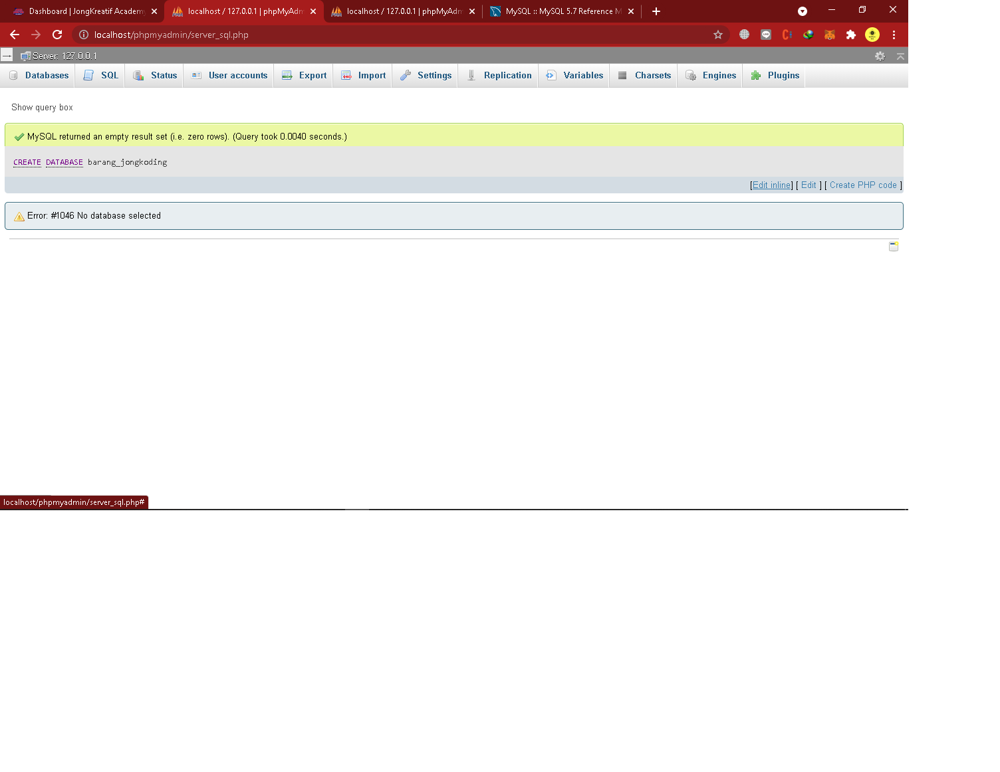 Dashboard | JongKreatif Academy
localhost / 127.0.0.1 | phpMyAdm
localhost / 127.0.0.1 | phpMyAdm
MySQL :: MySQL 5.7 Reference M
localhost/phpmyadmin/server_sql.php
Server: 127.0.0.1
Databases
SQL
Status
User accounts
Export
Import
Settings
Replication
Variables
Charsets
Engines
Plugins
Show query box
MySQL returned an empty result set (i.e. zero rows). (Query took 0.0040 seconds.)
CREATE DATABASE barang_jongkoding
[Edit inline] [ Edit ] [ Create PHP code ]
Error: #1046 No database selected
localhost/phpmyadmin/server_sql.php#